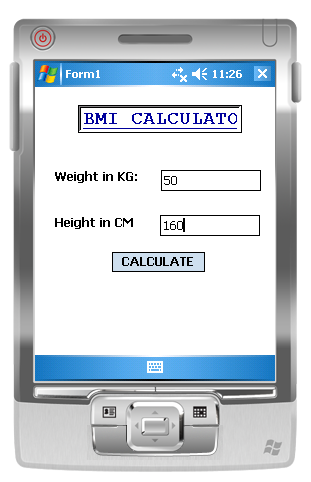 Form1 11:26
BMI CALCULATO
Weight in KG: 50
Height in CM 160
CALCULATE